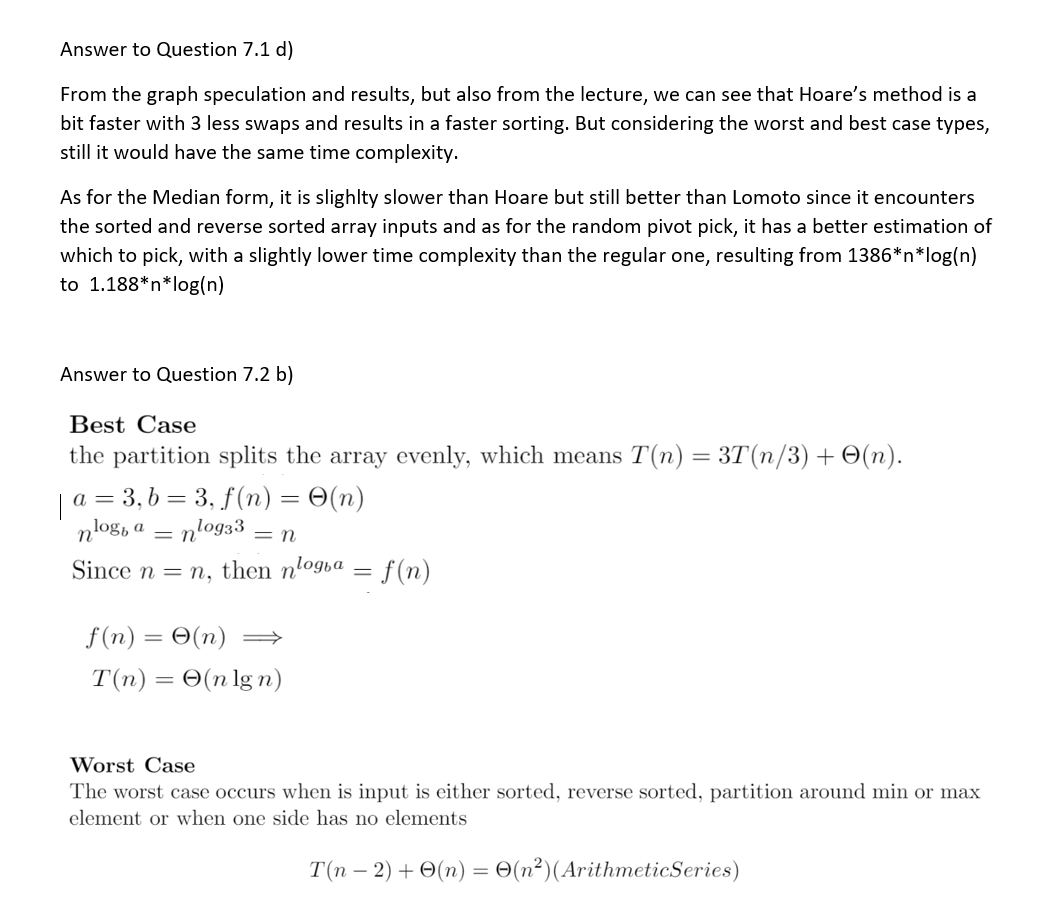 Answer to Question 7.1 d)
From the graph speculation and results, but also from the lecture, we can see that Hoare’s method is a
bit faster with 3 less swaps and results in a faster sorting. But considering the worst and best case types,
still it would have the same time complexity.
As for the Median form, it is slighlty slower than Hoare but still better than Lomoto since it encounters
the sorted and reverse sorted array inputs and as for the random pivot pick, it has a better estimation of
which to pick, with a slightly lower time complexity than the regular one, resulting from 1386*n*log(n)
to 1.188*n*log(n)
Answer to Question 7.2 b)
Best Case
the partition splits the array evenly, which means T(n) = 3T(n/3) + Θ(n).
a = 3, b = 3, f(n) = Θ(n)
n^{log_b a} = n^{log_3 3} = n
Since n = n, then n^{log_b a} = f(n)
f(n) = Θ(n) ⟹
T(n) = Θ(n lg n)
Worst Case
The worst case occurs when is input is either sorted, reverse sorted, partition around min or max
element or when one side has no elements
T(n − 2) + Θ(n) = Θ(n²)(ArithmeticSeries)